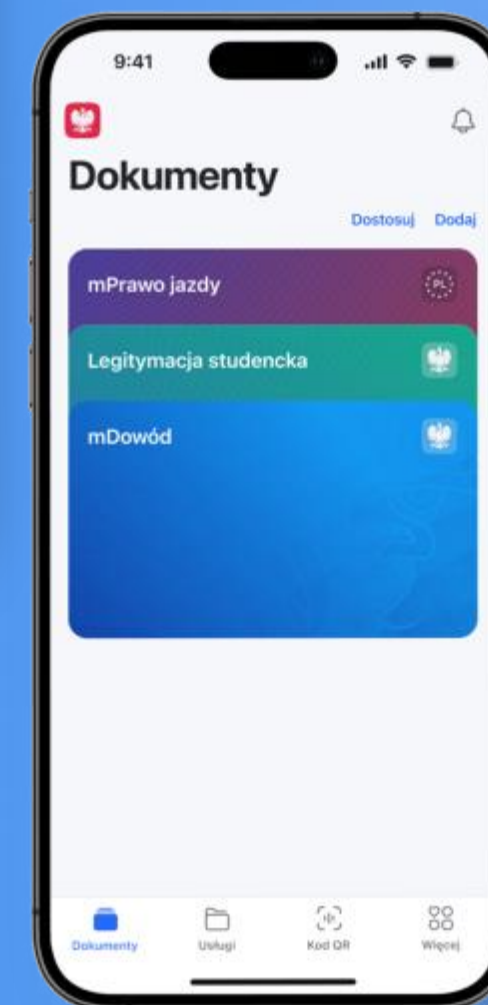 9:41
Dokumenty
Dostosuj Dodaj
mPrawo jazdy
PL
Legitymacja studencka
mDowód
Dokumenty Usługi Kod QR Więcej